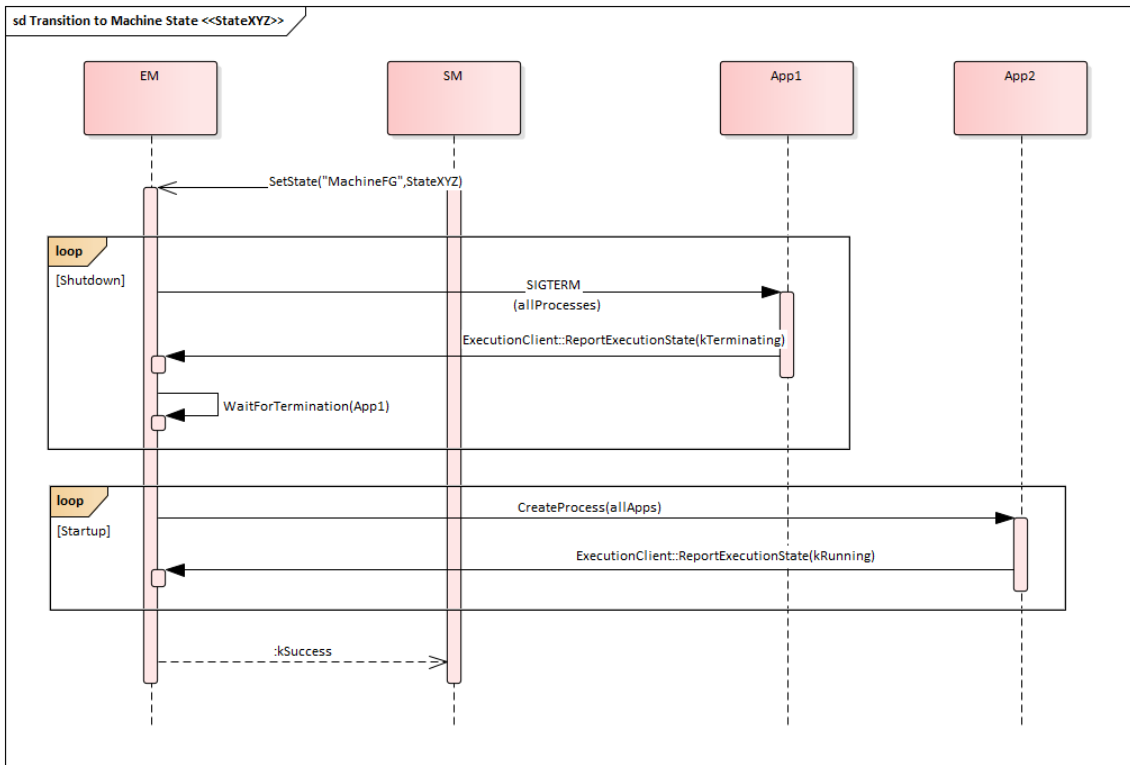 sd Transition to Machine State <<StateXYZ>>
EM
SM
App1
App2
SetState("MachineFG",StateXYZ)
loop
[Shutdown]
SIGTERM
(allProcesses)
ExecutionClient::ReportExecutionState(kTerminating)
WaitForTermination(App1)
loop
[Startup]
CreateProcess(allApps)
ExecutionClient::ReportExecutionState(kRunning)
:kSuccess